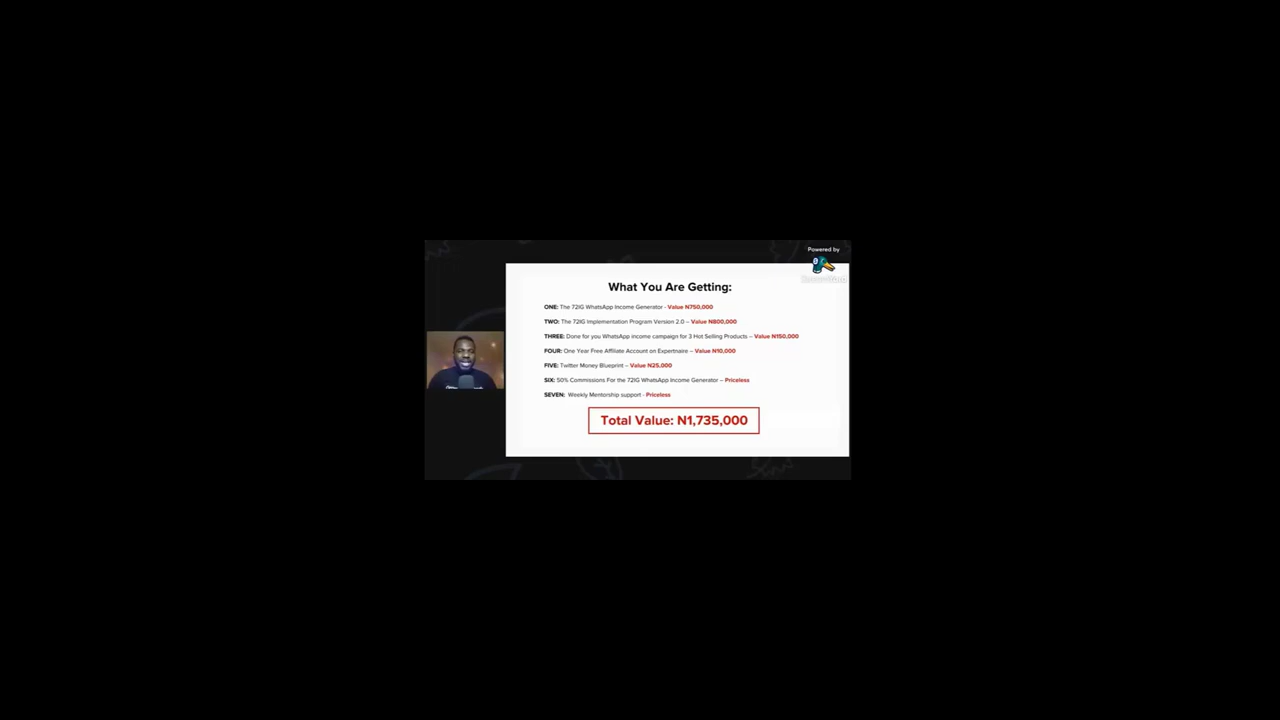 Powered by
What You Are Getting:
ONE: The 72IG WhatsApp Income Generator - Value N750,000
TWO: The 72IG Implementation Program Version 2.0 – Value N800,000
THREE: Done for you WhatsApp income campaign for 3 Hot Selling Products – Value N150,000
FOUR: One Year Free Affiliate Account on Expertnaire – Value N10,000
FIVE: Twitter Money Blueprint – Value N25,000
SIX: 50% Commissions For the 72IG WhatsApp Income Generator – Priceless
SEVEN: Weekly Mentorship support - Priceless
Total Value: N1,735,000